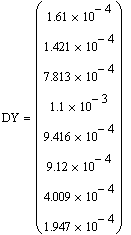 1.61 × 10⁻⁴
1.421 × 10⁻⁴
7.813 × 10⁻⁴
DY = 1.1 × 10⁻³
9.416 × 10⁻⁴
9.12 × 10⁻⁴
4.009 × 10⁻⁴
1.947 × 10⁻⁴